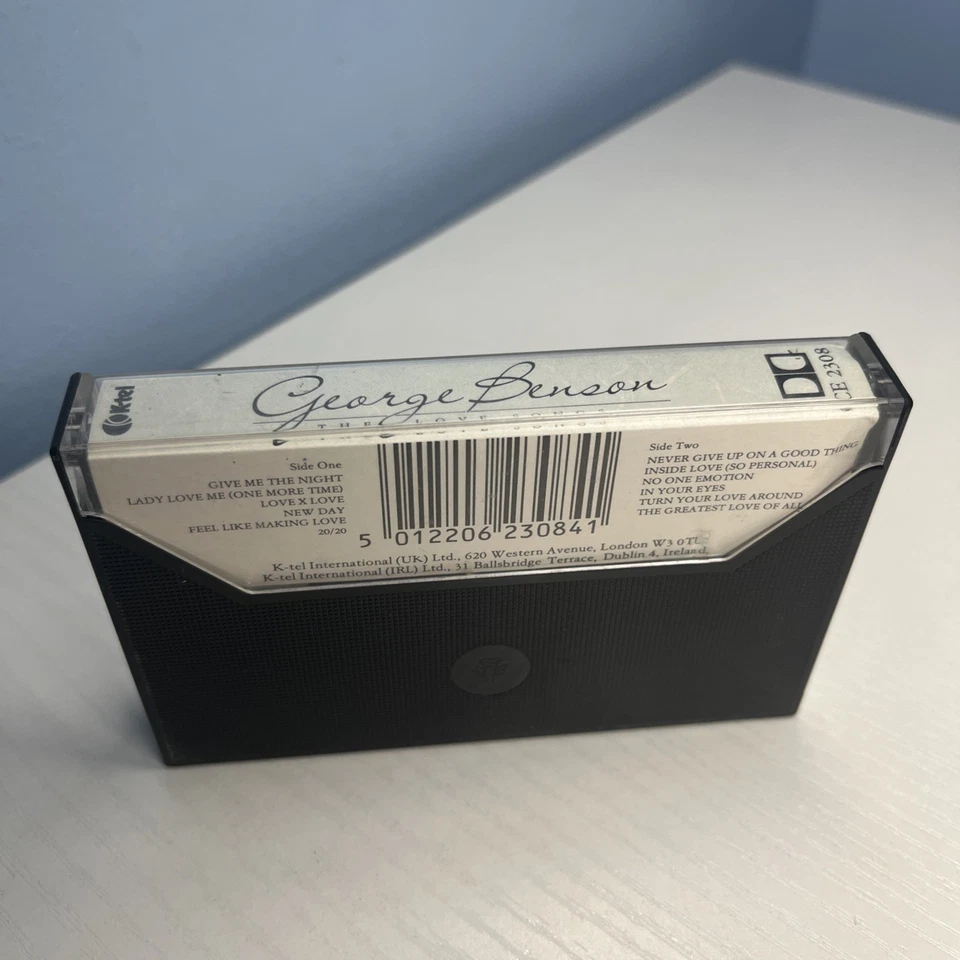 K-tel
George Benson
THE LOVE SONGS
CE 2308
Side One
GIVE ME THE NIGHT
LADY LOVE ME (ONE MORE TIME)
LOVE X LOVE
NEW DAY
FEEL LIKE MAKING LOVE
20/20
5 012206 230841
Side Two
NEVER GIVE UP ON A GOOD THING
INSIDE LOVE (SO PERSONAL)
NO ONE EMOTION
IN YOUR EYES
TURN YOUR LOVE AROUND
THE GREATEST LOVE OF ALL
K-tel International (UK) Ltd., 620 Western Avenue, London W3 0TU
K-tel International (IRL) Ltd., 31 Ballsbridge Terrace, Dublin 4, Ireland.